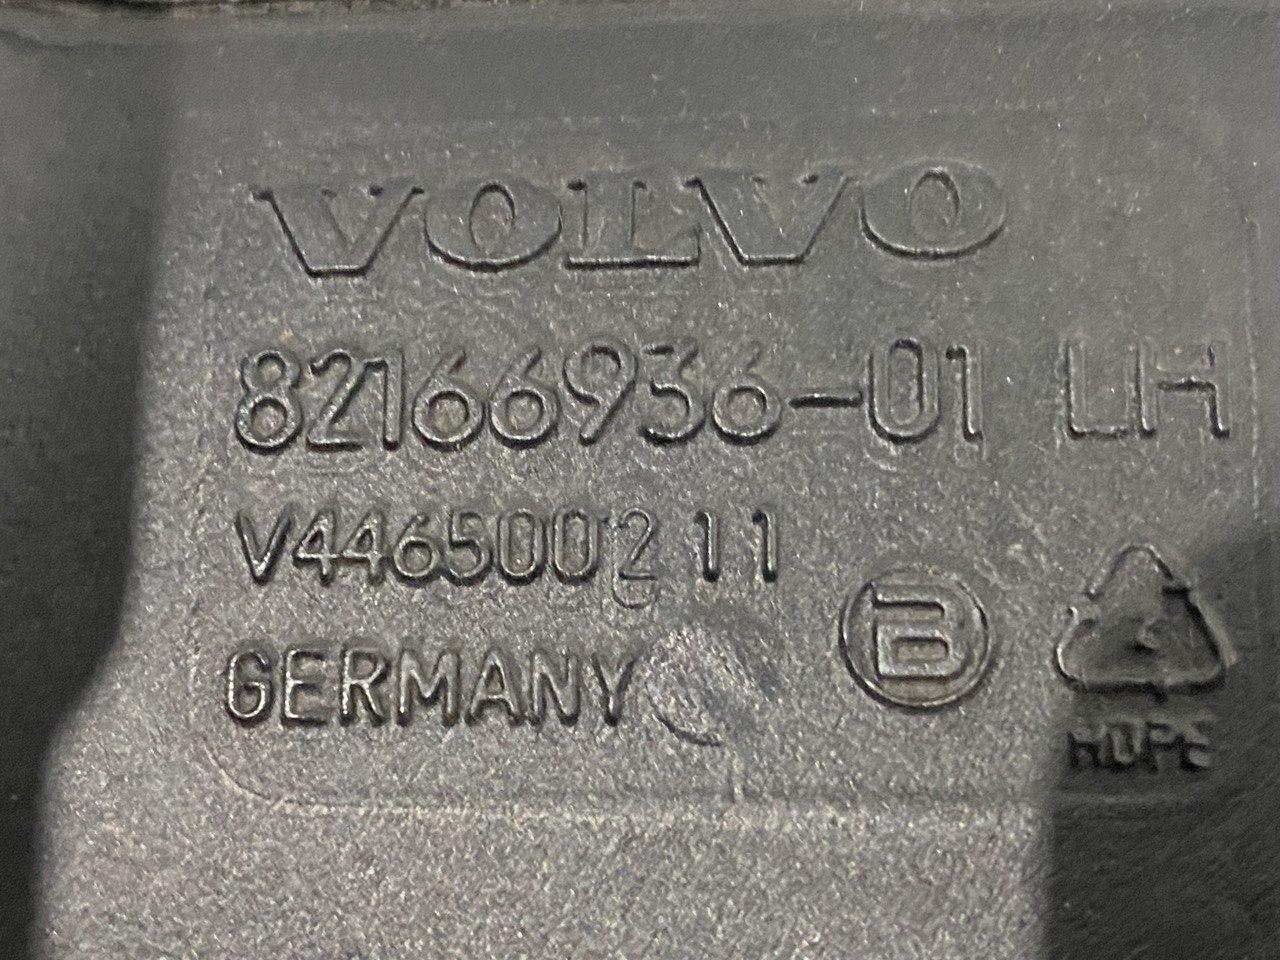 VOLVO
82166936-01 LH
V446500211
GERMANY
B
HDPE